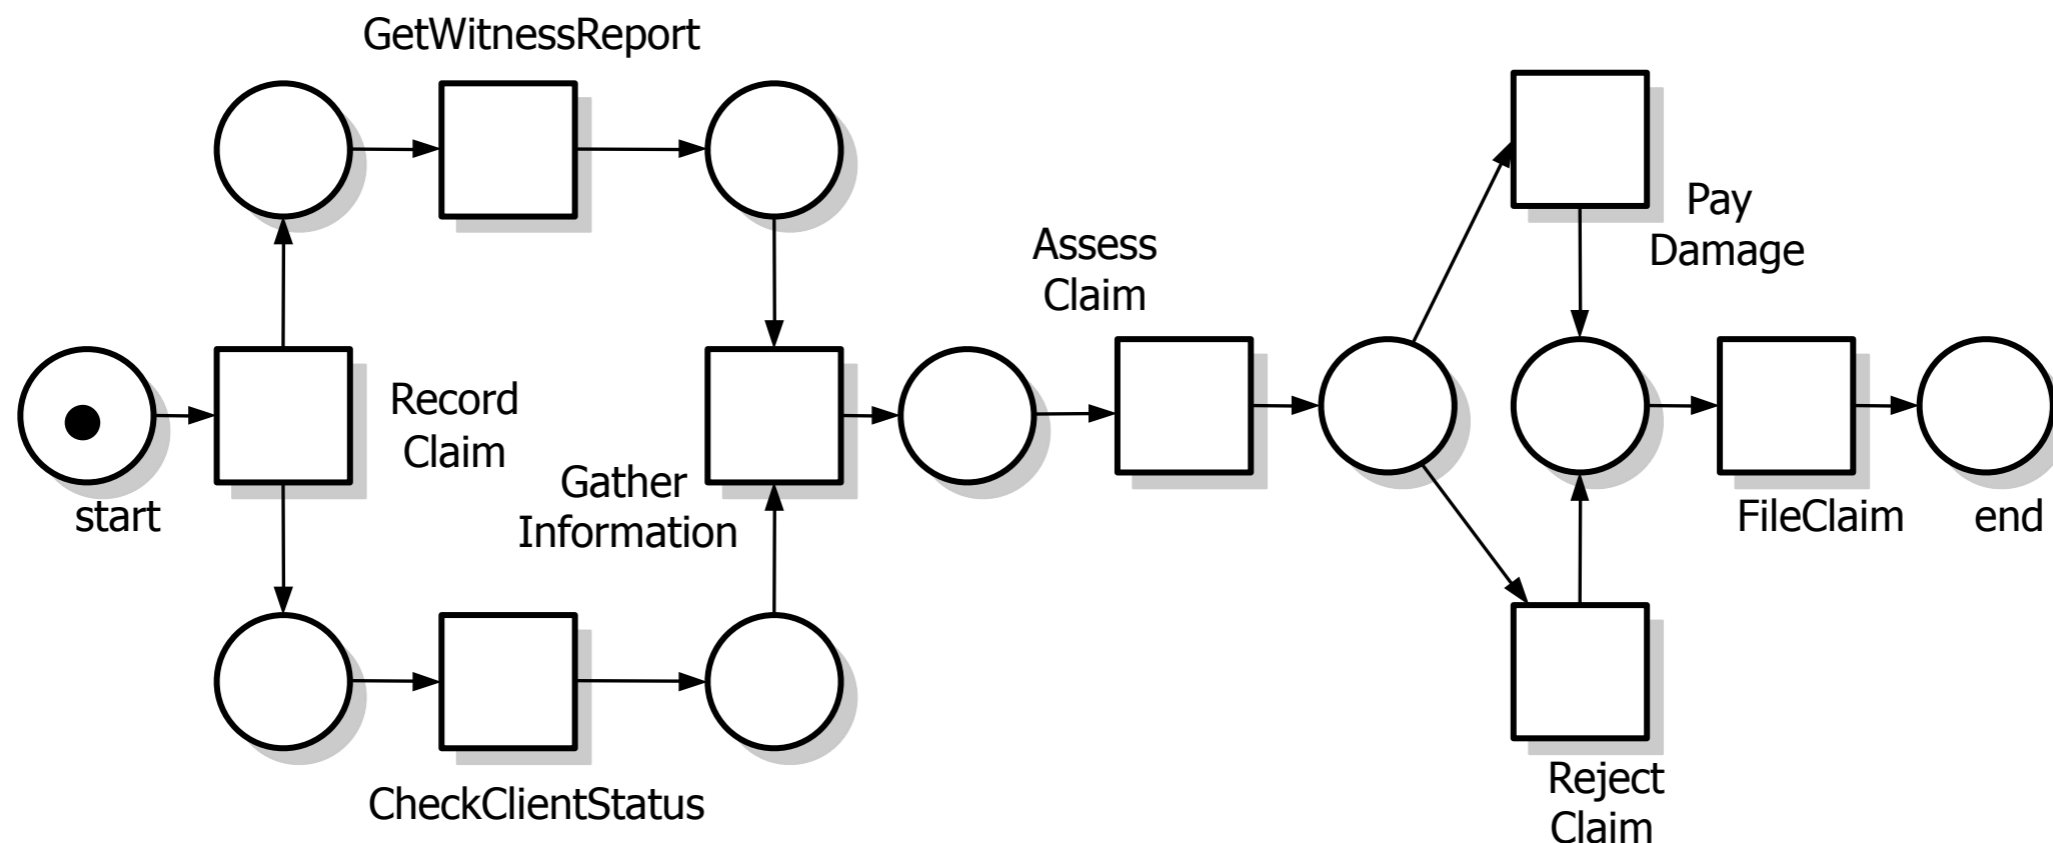 GetWitnessReport
Pay
Damage
Assess
Claim
Record
Claim
Gather
Information
start
FileClaim
end
CheckClientStatus
Reject
Claim